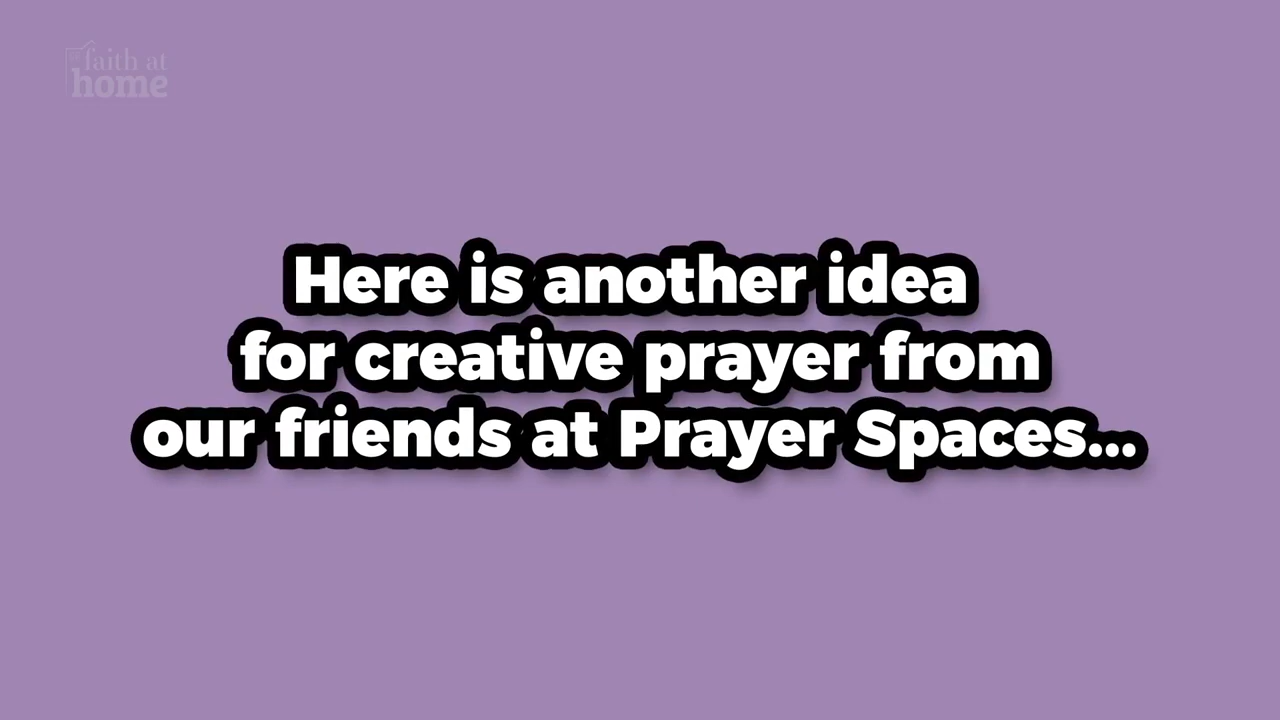 faith at
home
Here is another idea
for creative prayer from
our friends at Prayer Spaces...